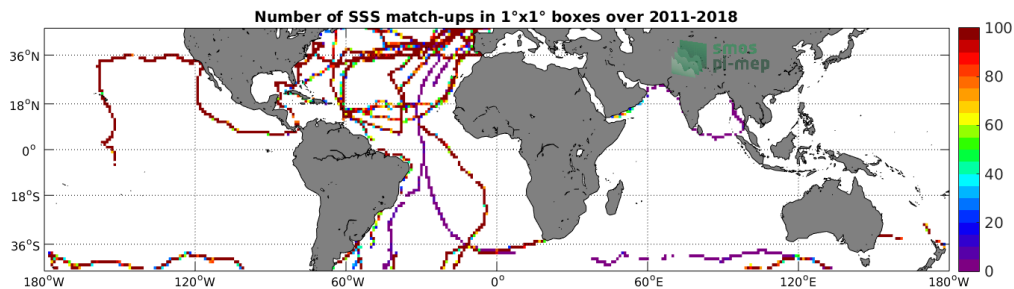 Number of SSS match-ups in 1°x1° boxes over 2011-2018
smos
pi-mep
36°N
18°N
0°
18°S
36°S
180°W
120°W
60°W
0°
60°E
120°E
180°W
100
80
60
40
20
0